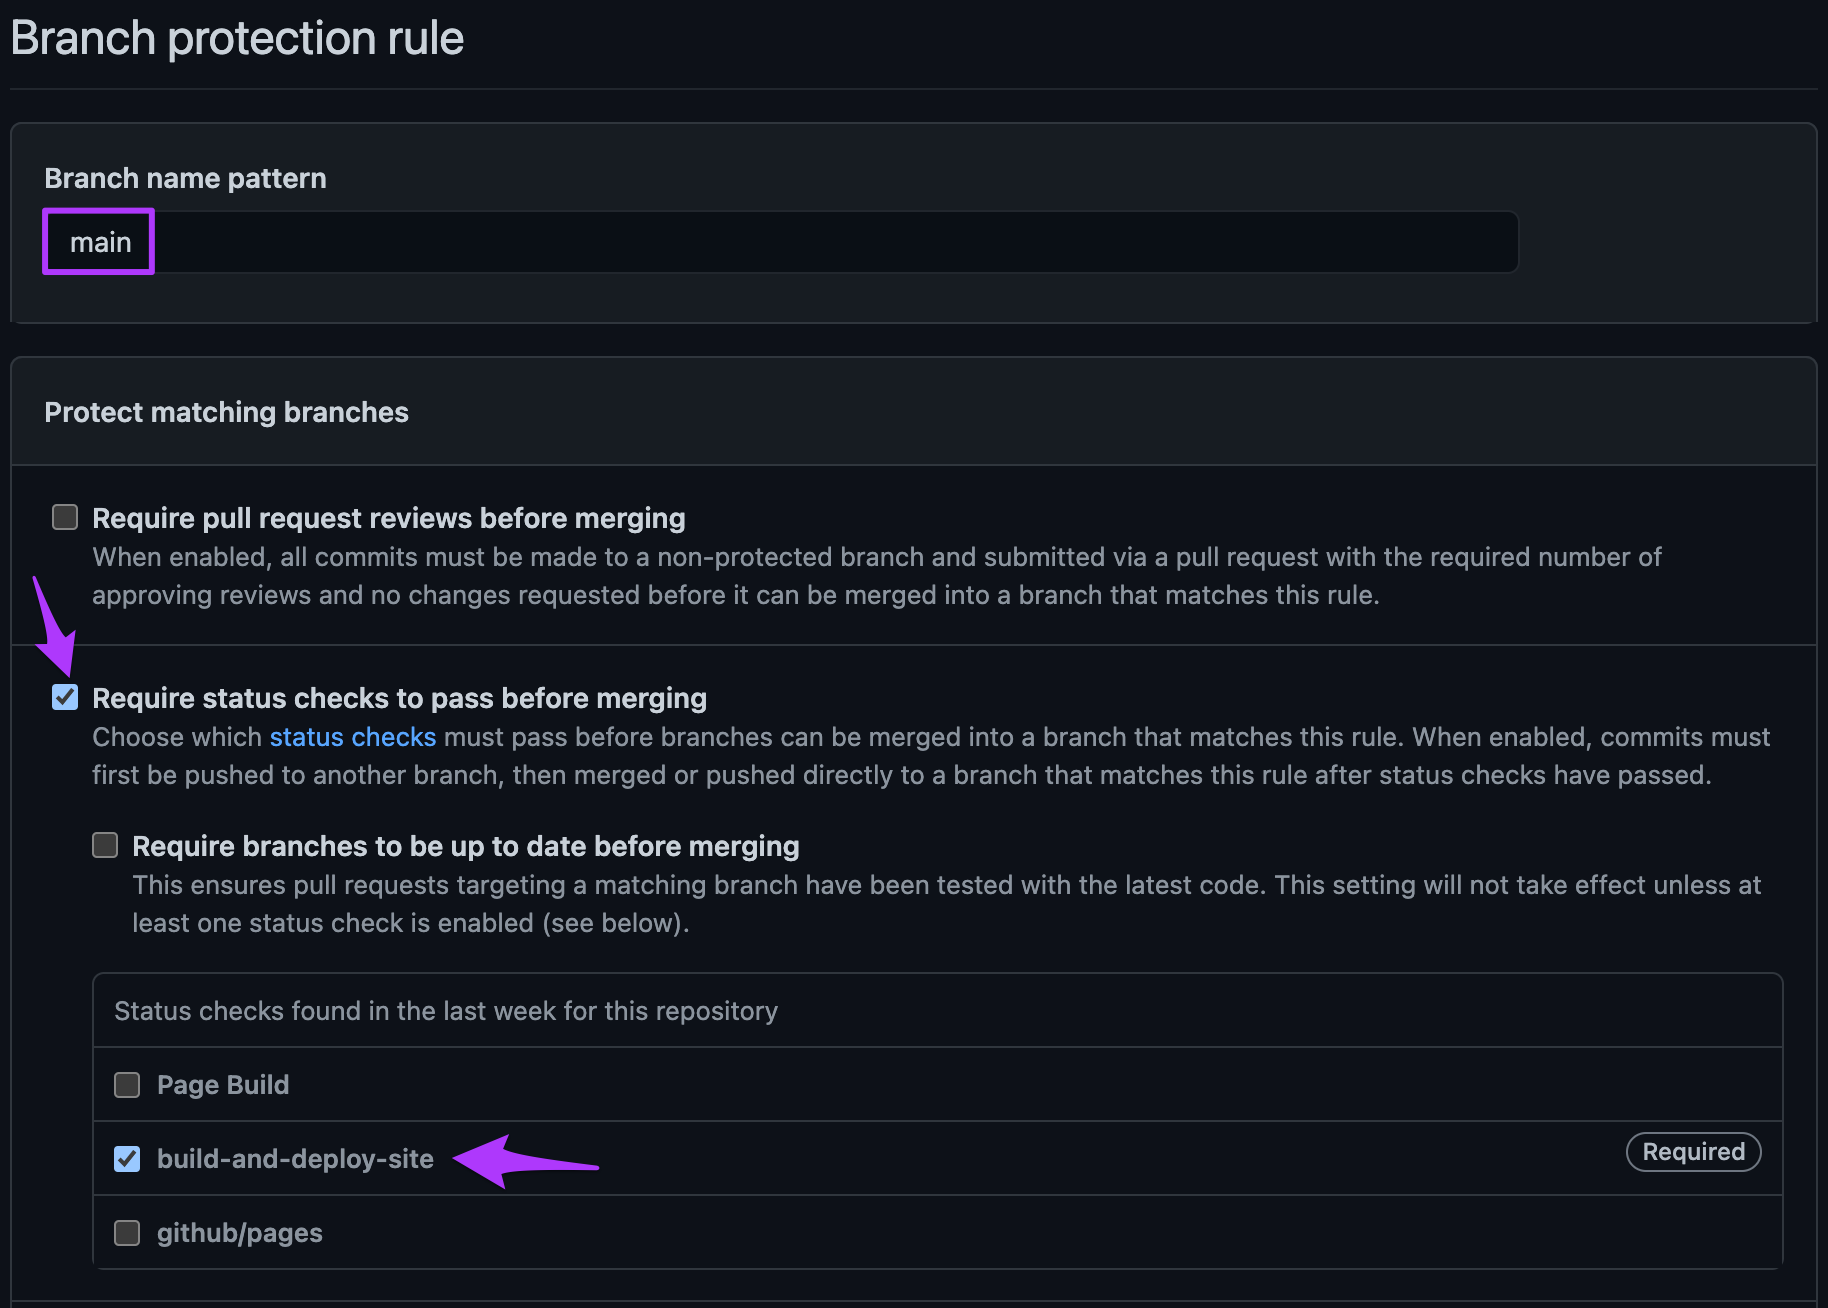 Branch protection rule
Branch name pattern
main
Protect matching branches
Require pull request reviews before merging
When enabled, all commits must be made to a non-protected branch and submitted via a pull request with the required number of
approving reviews and no changes requested before it can be merged into a branch that matches this rule.
Require status checks to pass before merging
Choose which status checks must pass before branches can be merged into a branch that matches this rule. When enabled, commits must
first be pushed to another branch, then merged or pushed directly to a branch that matches this rule after status checks have passed.
Require branches to be up to date before merging
This ensures pull requests targeting a matching branch have been tested with the latest code. This setting will not take effect unless at
least one status check is enabled (see below).
Status checks found in the last week for this repository
Page Build
build-and-deploy-site Required
github/pages